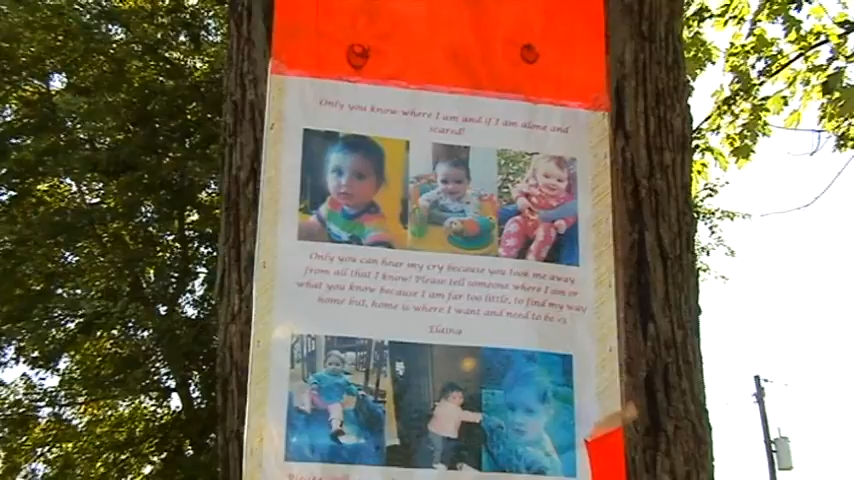 Only you know where I am and if I am alone and
scared!
Only you can hear my cry because you took me away
from all that I know! Please tell someone where I am or
what you know because I am far too little, to find my way
home but, home is where I want and need to be <3
Elaina